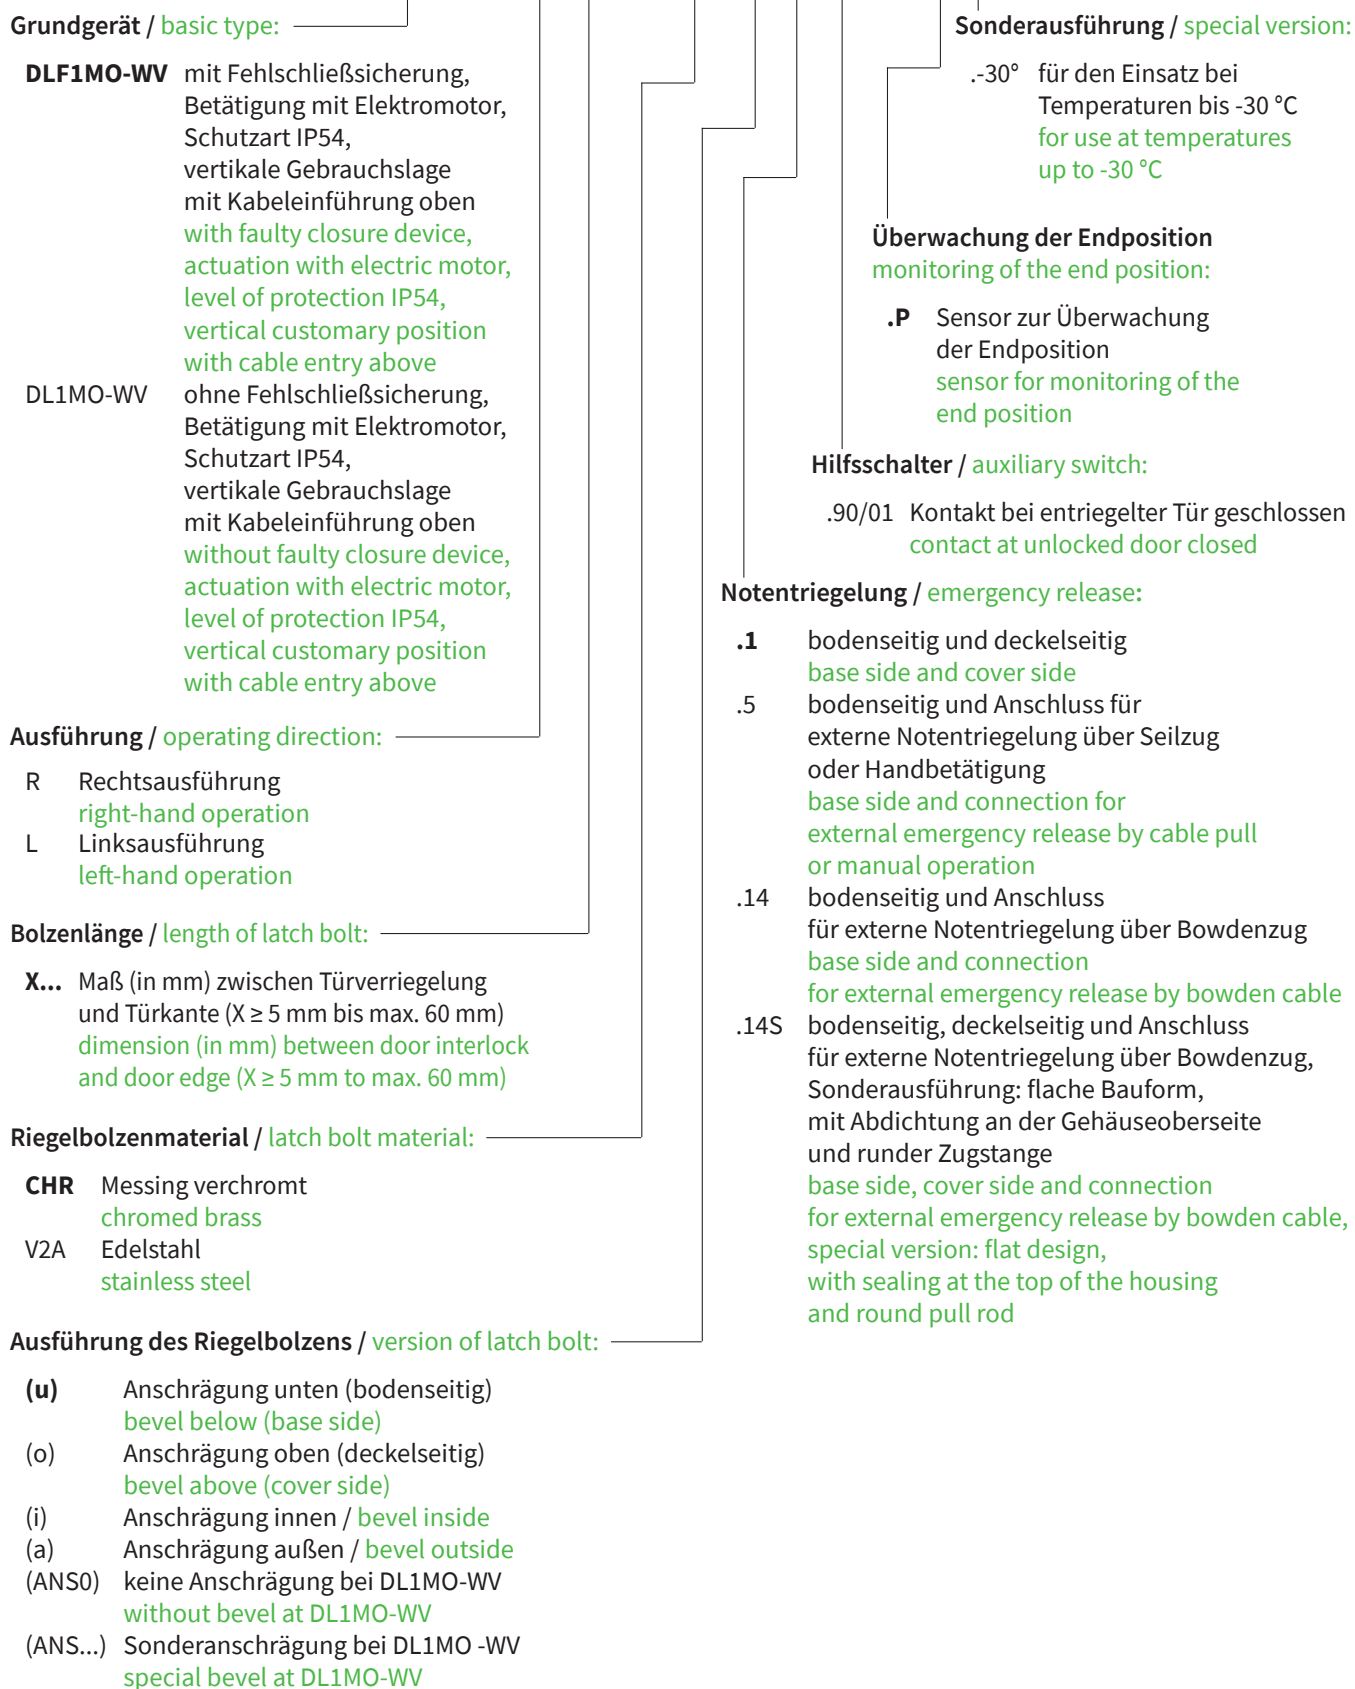 Grundgerät / basic type:
DLF1MO-WV mit Fehlschließsicherung,
Betätigung mit Elektromotor,
Schutzart IP54,
vertikale Gebrauchslage
mit Kabeleinführung oben
with faulty closure device,
actuation with electric motor,
level of protection IP54,
vertical customary position
with cable entry above
DL1MO-WV ohne Fehlschließsicherung,
Betätigung mit Elektromotor,
Schutzart IP54,
vertikale Gebrauchslage
mit Kabeleinführung oben
without faulty closure device,
actuation with electric motor,
level of protection IP54,
vertical customary position
with cable entry above
Ausführung / operating direction:
R Rechtsausführung
right-hand operation
L Linksausführung
left-hand operation
Bolzenlänge / length of latch bolt:
X... Maß (in mm) zwischen Türverriegelung
und Türkante (X ≥ 5 mm bis max. 60 mm)
dimension (in mm) between door interlock
and door edge (X ≥ 5 mm to max. 60 mm)
Riegelbolzenmaterial / latch bolt material:
CHR Messing verchromt
chromed brass
V2A Edelstahl
stainless steel
Ausführung des Riegelbolzens / version of latch bolt:
(u) Anschrägung unten (bodenseitig)
bevel below (base side)
(o) Anschrägung oben (deckelseitig)
bevel above (cover side)
(i) Anschrägung innen / bevel inside
(a) Anschrägung außen / bevel outside
(ANS0) keine Anschrägung bei DL1MO-WV
without bevel at DL1MO-WV
(ANS...) Sonderanschrägung bei DL1MO -WV
special bevel at DL1MO-WV
Sonderausführung / special version:
.-30° für den Einsatz bei
Temperaturen bis -30 °C
for use at temperatures
up to -30 °C
Überwachung der Endposition
monitoring of the end position:
.P Sensor zur Überwachung
der Endposition
sensor for monitoring of the
end position
Hilfsschalter / auxiliary switch:
.90/01 Kontakt bei entriegelter Tür geschlossen
contact at unlocked door closed
Notentriegelung / emergency release:
.1 bodenseitig und deckelseitig
base side and cover side
.5 bodenseitig und Anschluss für
externe Notentriegelung über Seilzug
oder Handbetätigung
base side and connection for
external emergency release by cable pull
or manual operation
.14 bodenseitig und Anschluss
für externe Notentriegelung über Bowdenzug
base side and connection
for external emergency release by bowden cable
.14S bodenseitig, deckelseitig und Anschluss
für externe Notentriegelung über Bowdenzug,
Sonderausführung: flache Bauform,
mit Abdichtung an der Gehäuseoberseite
und runder Zugstange
base side, cover side and connection
for external emergency release by bowden cable,
special version: flat design,
with sealing at the top of the housing
and round pull rod